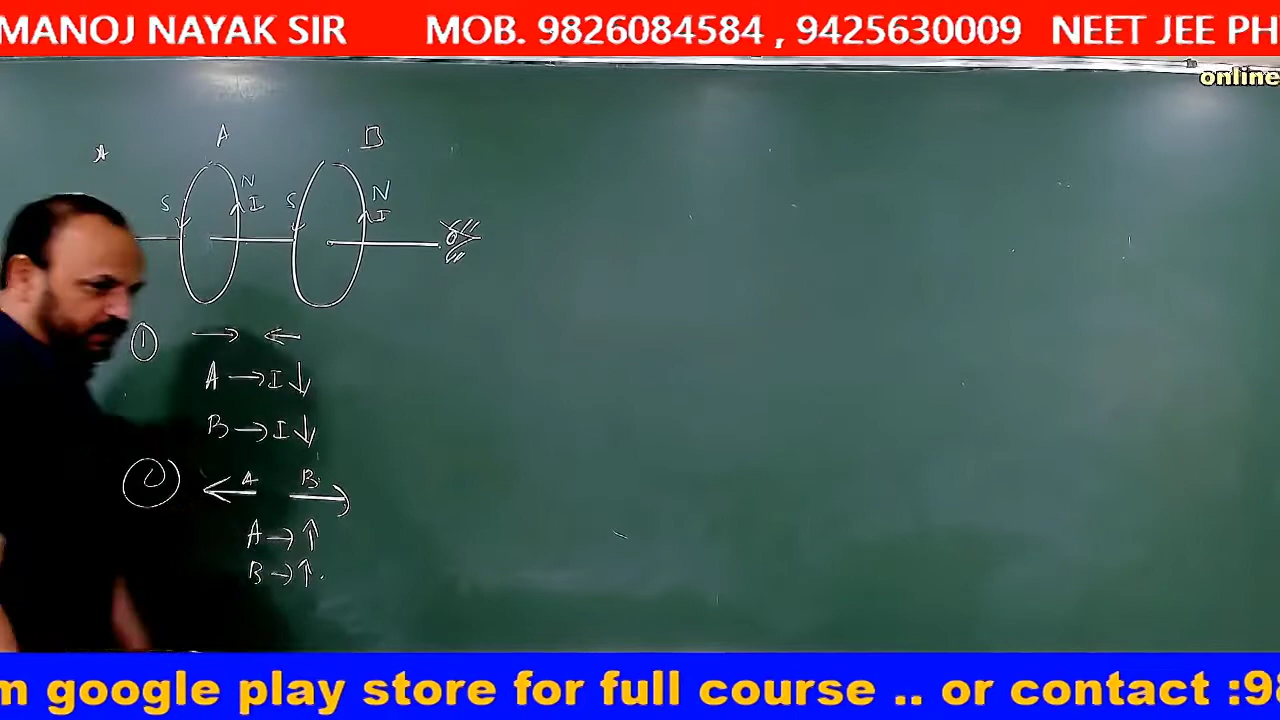 MANOJ NAYAK SIR MOB. 9826084584 , 9425630009 NEET JEE PH
online
A B
S N I S N I
1
A → I ↓
B → I ↓
2
← A B →
A → ↑
B → ↑
m google play store for full course .. or contact :9